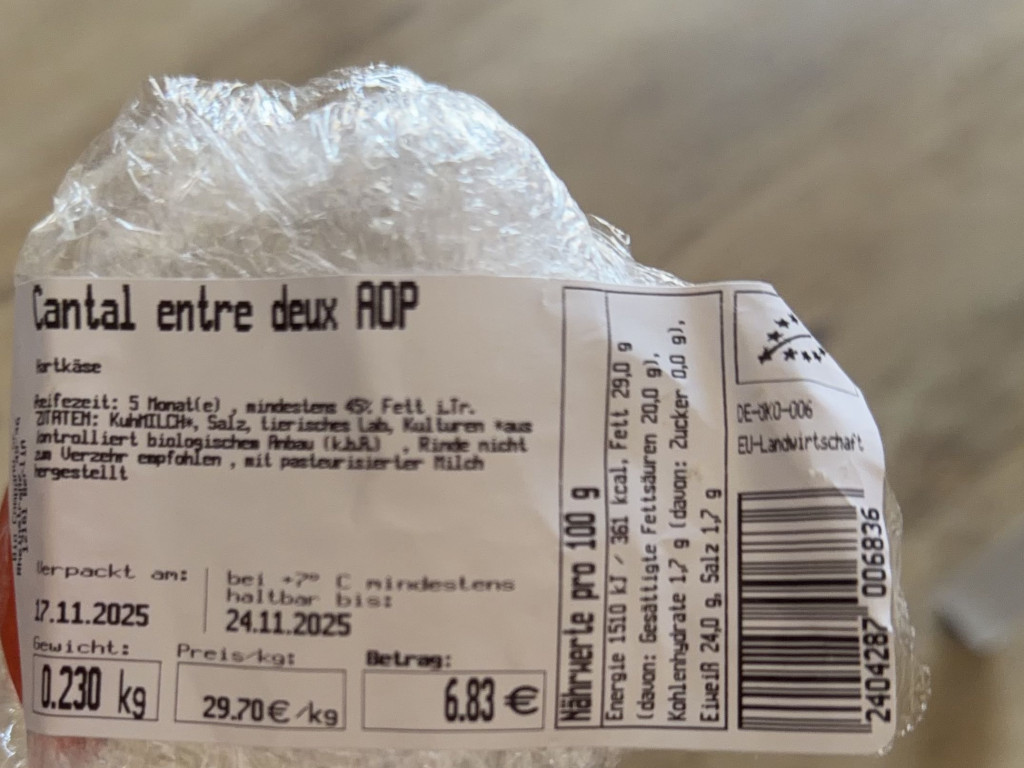 Cantal entre deux AOP
Hartkäse
Reifezeit: 5 Monat(e) , mindestens 45% Fett i.Tr.
ZUTATEN: KuhMILCH*, Salz, tierisches Lab, Kulturen *aus
kontrolliert biologischem Anbau (k.b.A.) , Rinde nicht
zum Verzehr empfohlen , mit pasteurisierter Milch
hergestellt
Verpackt am:
17.11.2025
bei +7° C mindestens
haltbar bis:
24.11.2025
Gewicht:
0.230 kg
Preis/kg:
29.70 € /kg
Betrag:
6.83 €
Nährwerte pro 100 g
Energie 1510 kJ / 361 kcal, Fett 29,0 g
(davon: Gesättigte Fettsäuren 20,0 g),
Kohlenhydrate 1,7 g (davon: Zucker 0,0 g),
Eiweiß 24,0 g, Salz 1,7 g
DE-ÖKO-006
EU-Landwirtschaft
2404287 006836